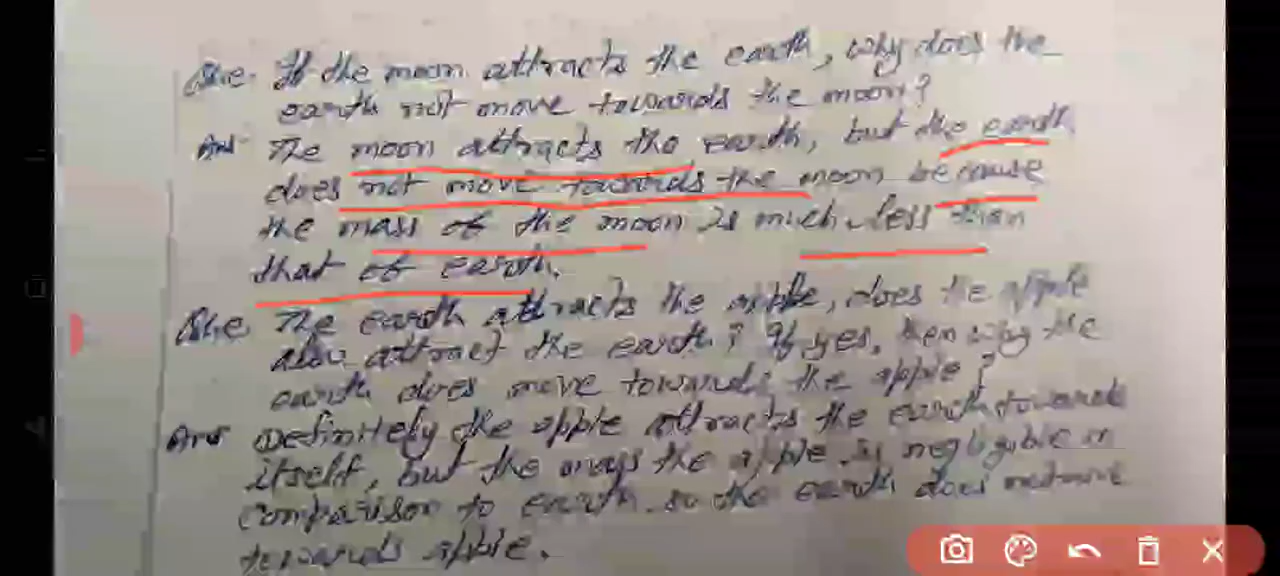 Que. If the moon attracts the earth, why does the
earth not move towards the moon?
Ans The moon attracts the earth, but the earth
does not move towards the moon because
the mass of the moon is much less than
that of earth.
Que The earth attracts the apple, does the apple
also attract the earth? If yes, then why the
earth does move towards the apple?
Ans Definitely the apple attracts the earth towards
itself, but the mass the apple is negligible in
comparison to earth. so the earth does not move
towards apple.